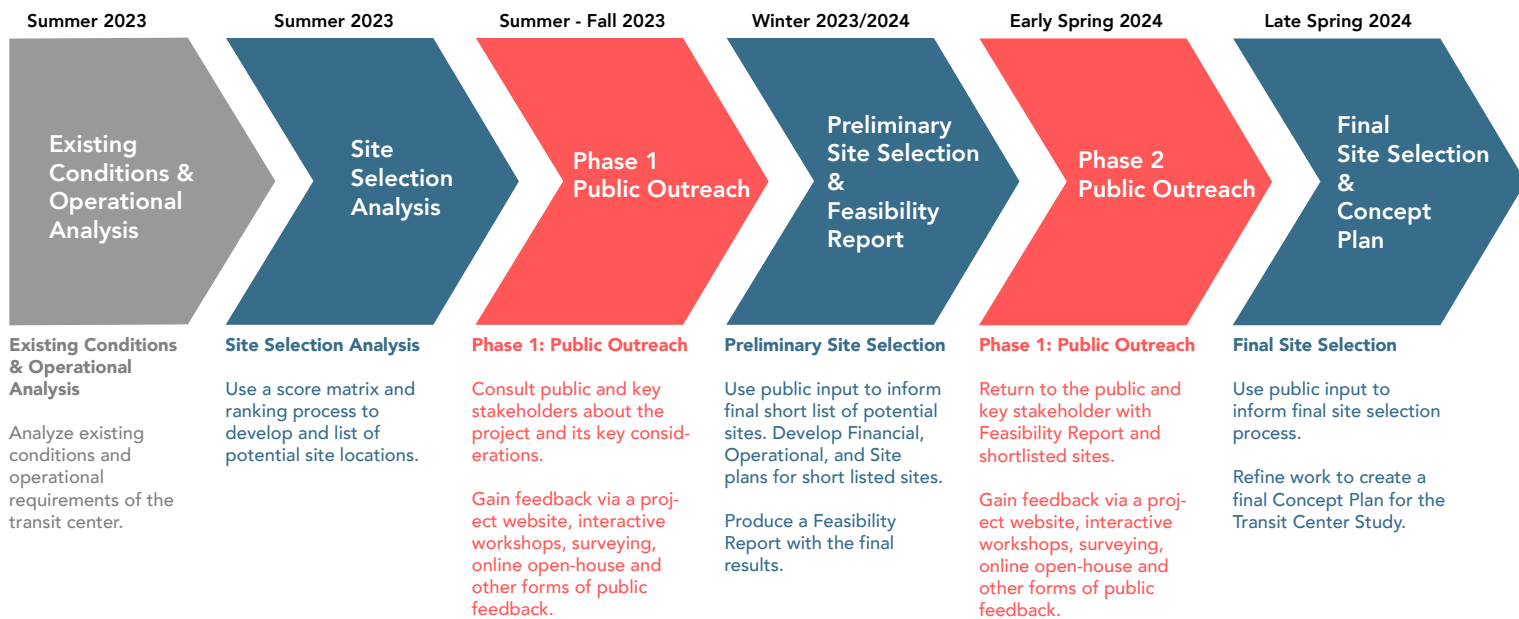 Summer 2023
Existing
Conditions &
Operational
Analysis
Existing Conditions
& Operational
Analysis
Analyze existing
conditions and
operational
requirements of the
transit center.
Summer 2023
Site
Selection
Analysis
Site Selection Analysis
Use a score matrix and
ranking process to
develop and list of
potential site locations.
Summer - Fall 2023
Phase 1
Public Outreach
Phase 1: Public Outreach
Consult public and key
stakeholders about the
project and its key consid-
erations.
Gain feedback via a proj-
ect website, interactive
workshops, surveying,
online open-house and
other forms of public
feedback.
Winter 2023/2024
Preliminary
Site Selection
&
Feasibility
Report
Preliminary Site Selection
Use public input to inform
final short list of potential
sites. Develop Financial,
Operational, and Site
plans for short listed sites.
Produce a Feasibility
Report with the final
results.
Early Spring 2024
Phase 2
Public Outreach
Phase 1: Public Outreach
Return to the public and
key stakeholder with
Feasibility Report and
shortlisted sites.
Gain feedback via a proj-
ect website, interactive
workshops, surveying,
online open-house and
other forms of public
feedback.
Late Spring 2024
Final
Site Selection
&
Concept
Plan
Final Site Selection
Use public input to
inform final site selection
process.
Refine work to create a
final Concept Plan for the
Transit Center Study.